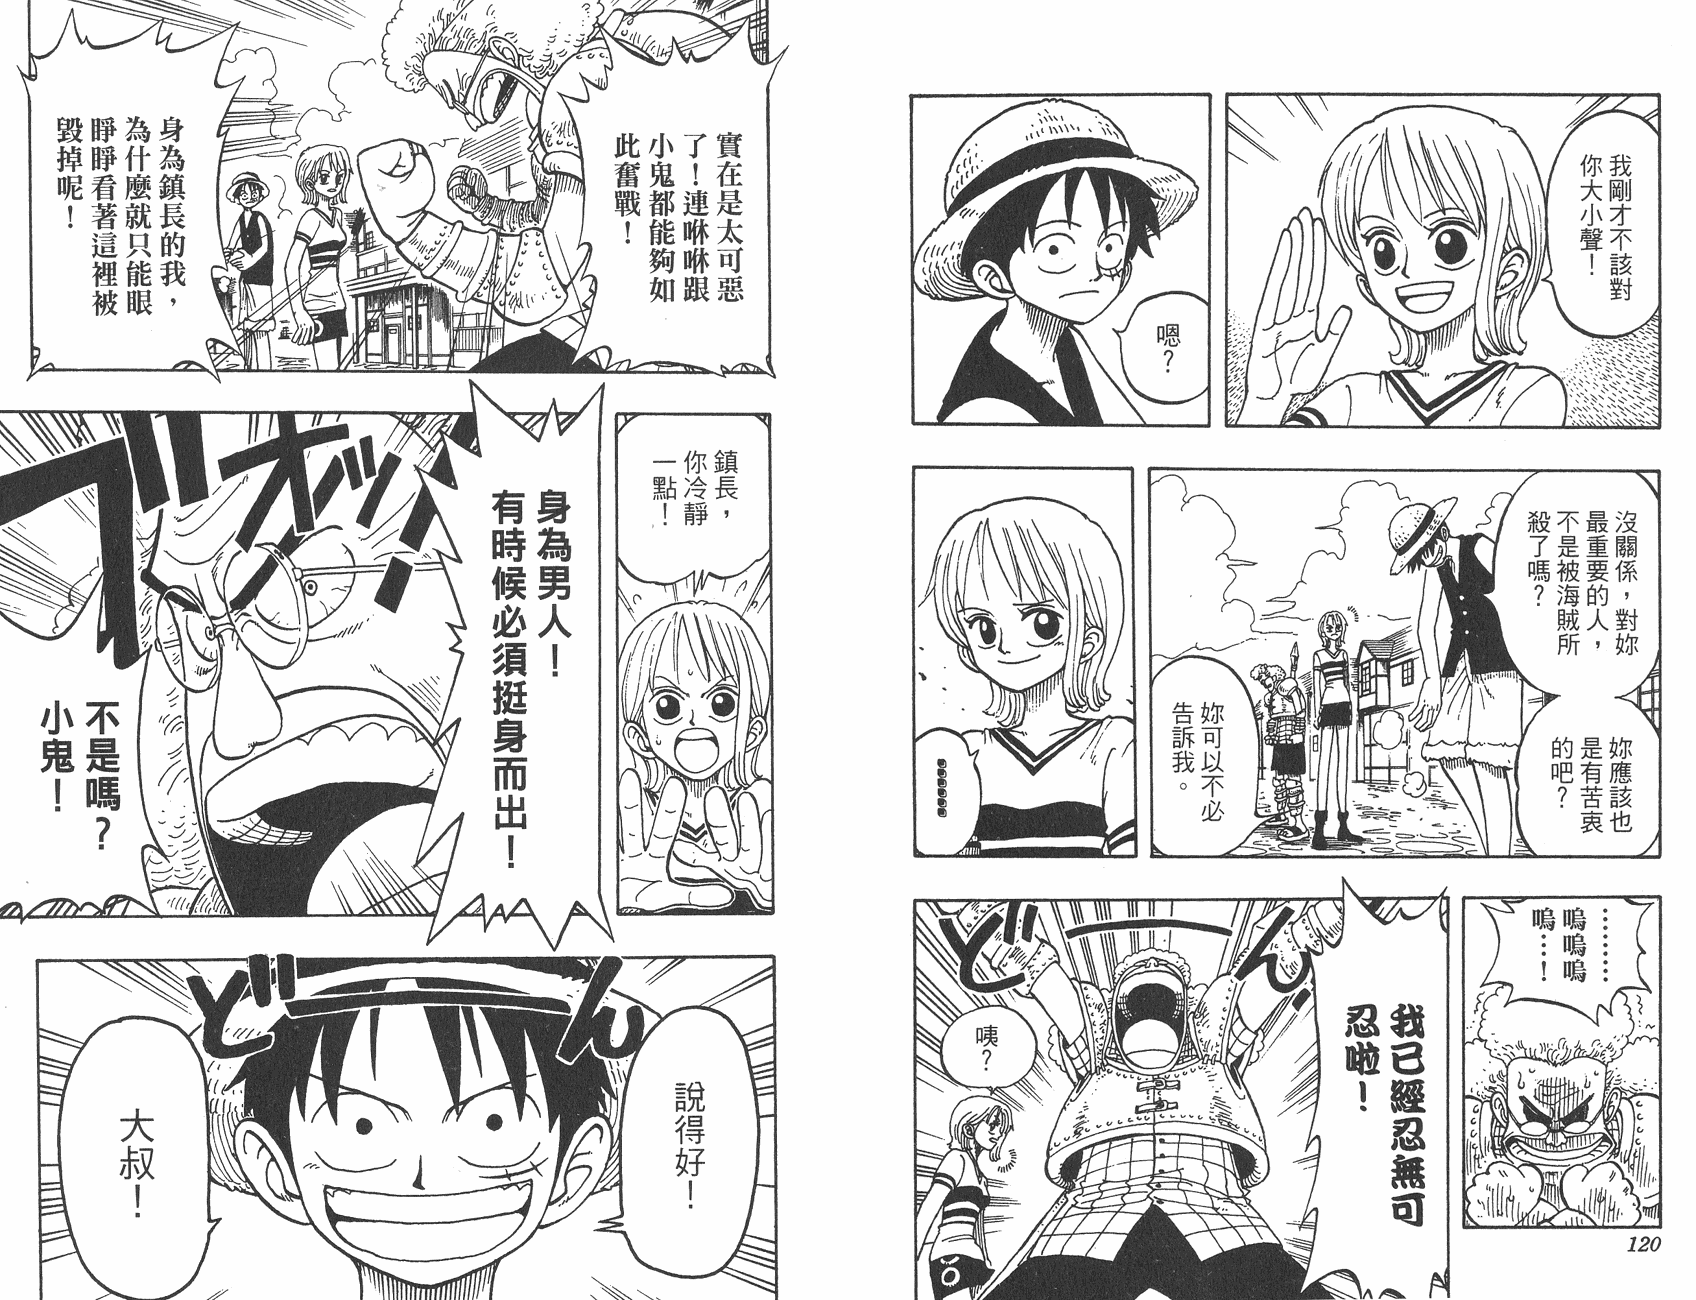 我剛才不該對
你大小聲！
嗯？
沒關係，對妳
最重要的人，
不是被海賊所
殺了嗎？
妳應該也
是有苦衷
的吧？
妳可以不必
告訴我。
………
………
嗚嗚嗚
嗚…！
我已經忍無可
忍啦！
咦？
どーん
120
實在是太可惡
了！連咻咻跟
小鬼都能夠如
此奮戰！
身為鎮長的我，
為什麼就只能眼
睜睜看著這裡被
毀掉呢！
鎮長，
你冷靜
一點！
身為男人！
有時候必須挺身而出！
ブオッ
不是嗎？
小鬼！
どーん
說得好！
大叔！